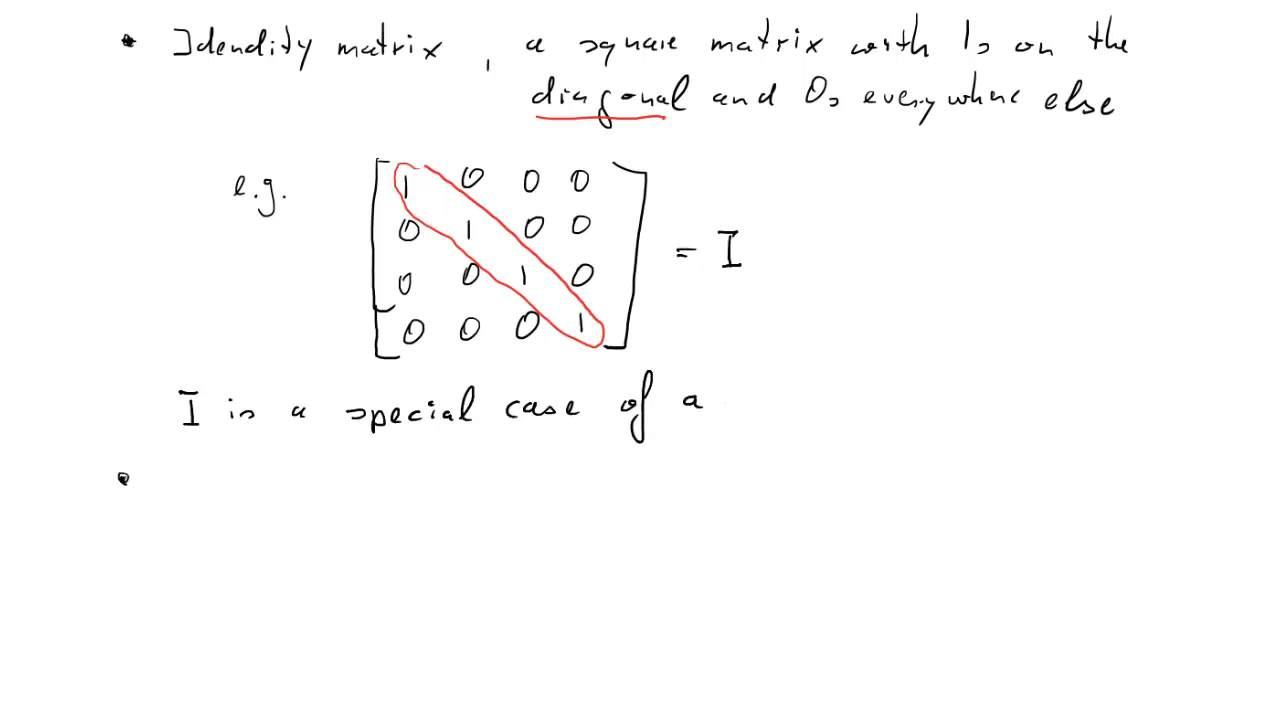 • Idendity matrix, a square matrix with 1s on the
diagonal and 0s everywhere else
e.g.
1 0 0 0
0 1 0 0
0 0 1 0 = I
0 0 0 1
I is a special case of a
•